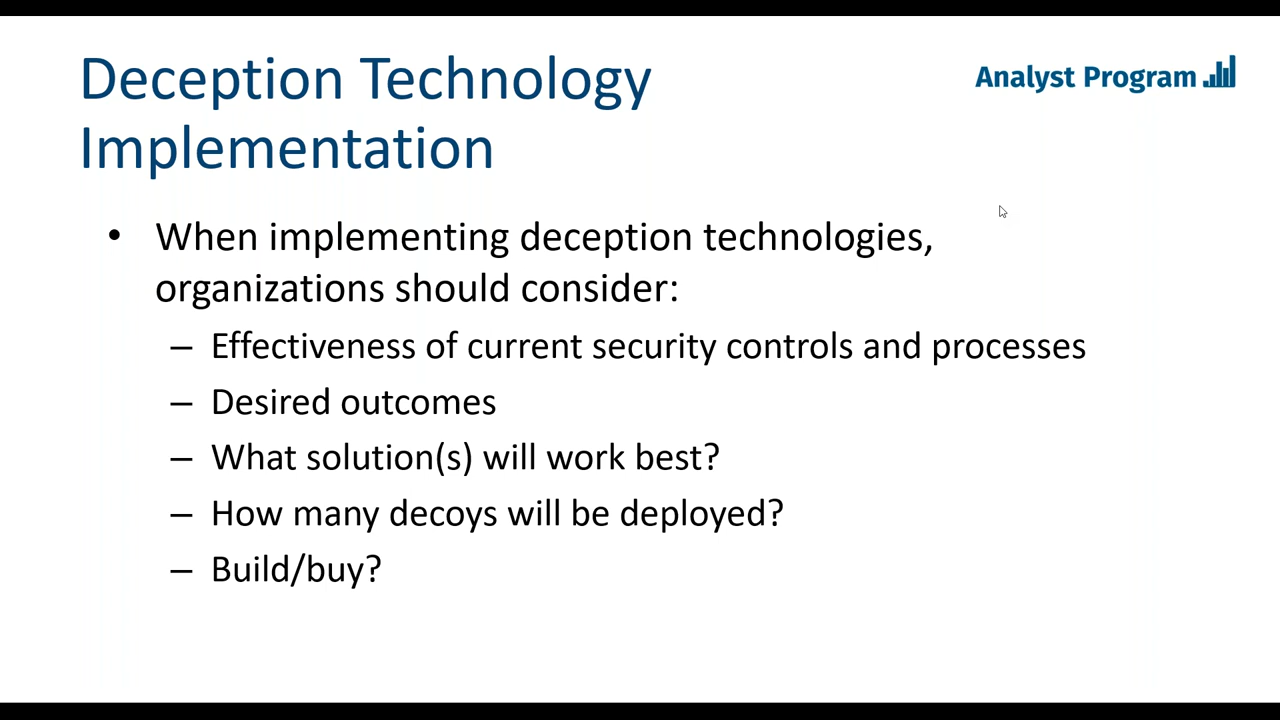 Deception Technology
Implementation
Analyst Program
• When implementing deception technologies,
organizations should consider:
– Effectiveness of current security controls and processes
– Desired outcomes
– What solution(s) will work best?
– How many decoys will be deployed?
– Build/buy?